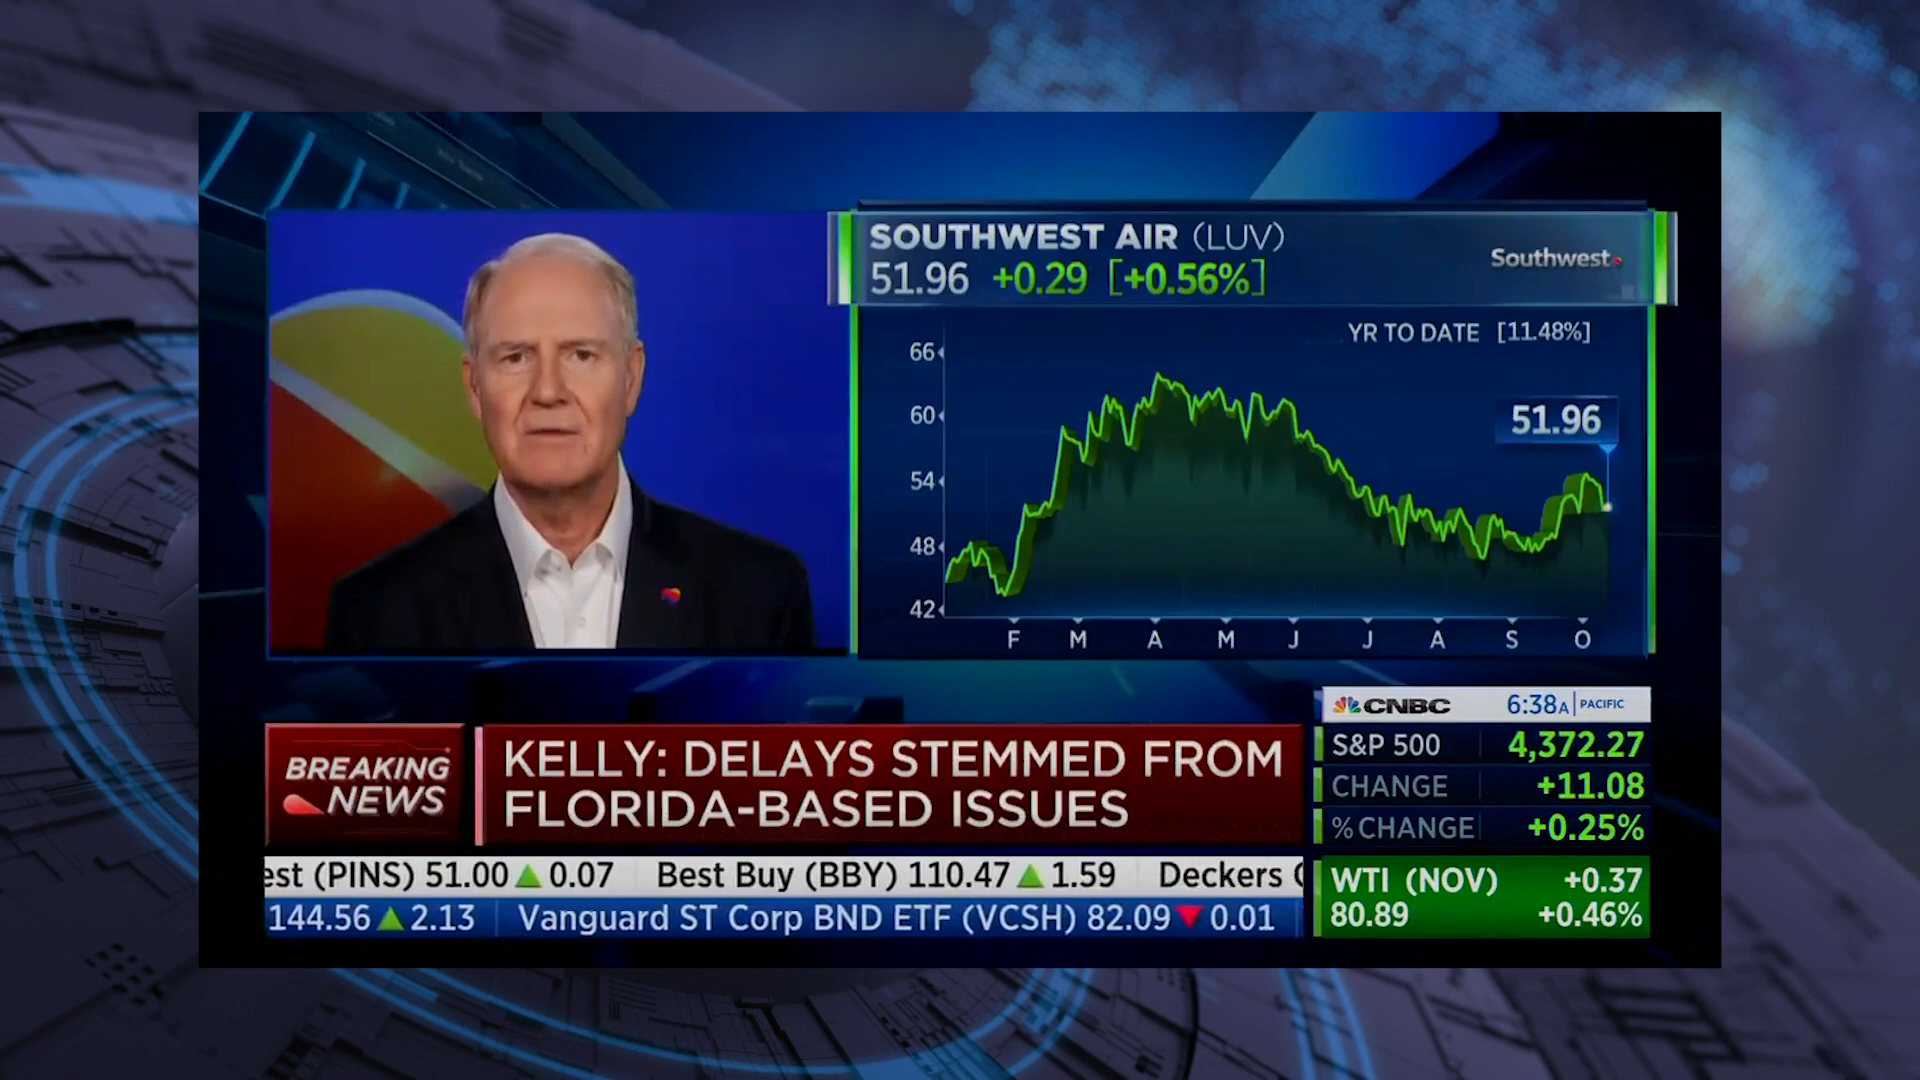 SOUTHWEST AIR (LUV)
51.96 +0.29 [+0.56%]
Southwest
YR TO DATE [11.48%]
66
60
54
48
42
51.96
F M A M J J A S O
CNBC 6:38A PACIFIC
BREAKING
NEWS
KELLY: DELAYS STEMMED FROM
FLORIDA-BASED ISSUES
S&P 500 4,372.27
CHANGE +11.08
% CHANGE +0.25%
est (PINS) 51.00 ▲ 0.07 Best Buy (BBY) 110.47 ▲ 1.59 Deckers
144.56 ▲ 2.13 Vanguard ST Corp BND ETF (VCSH) 82.09 ▼ 0.01
WTI (NOV) +0.37
80.89 +0.46%